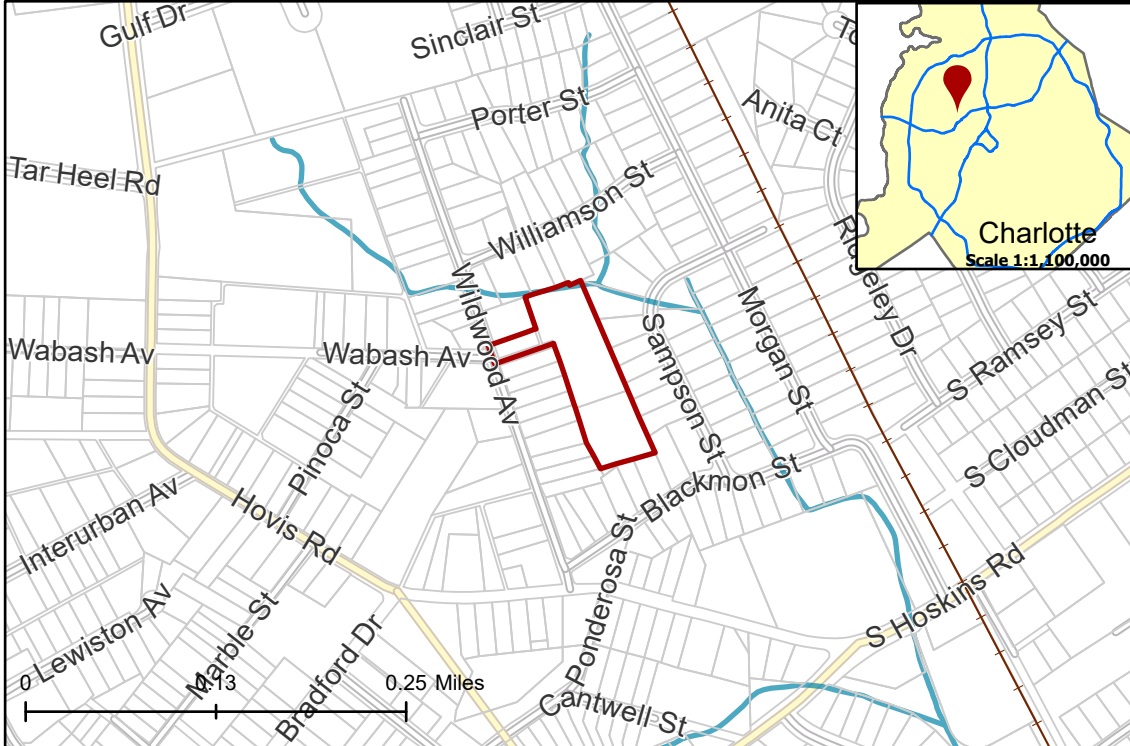 Gulf Dr
Sinclair St
To
Porter St
Anita Ct
Tar Heel Rd
Williamson St
Charlotte
Scale 1:1,100,000
Ridgeley Dr
Wildwood Av
Morgan St
Sampson St
Wabash Av
Wabash Av
S Ramsey St
Pinoca St
S Cloudman St
Blackmon St
Interurban Av
Hovis Rd
Ponderosa St
S Hoskins Rd
Lewiston Av
Marble St
Bradford Dr
Cantwell St
0 0.13 0.25 Miles